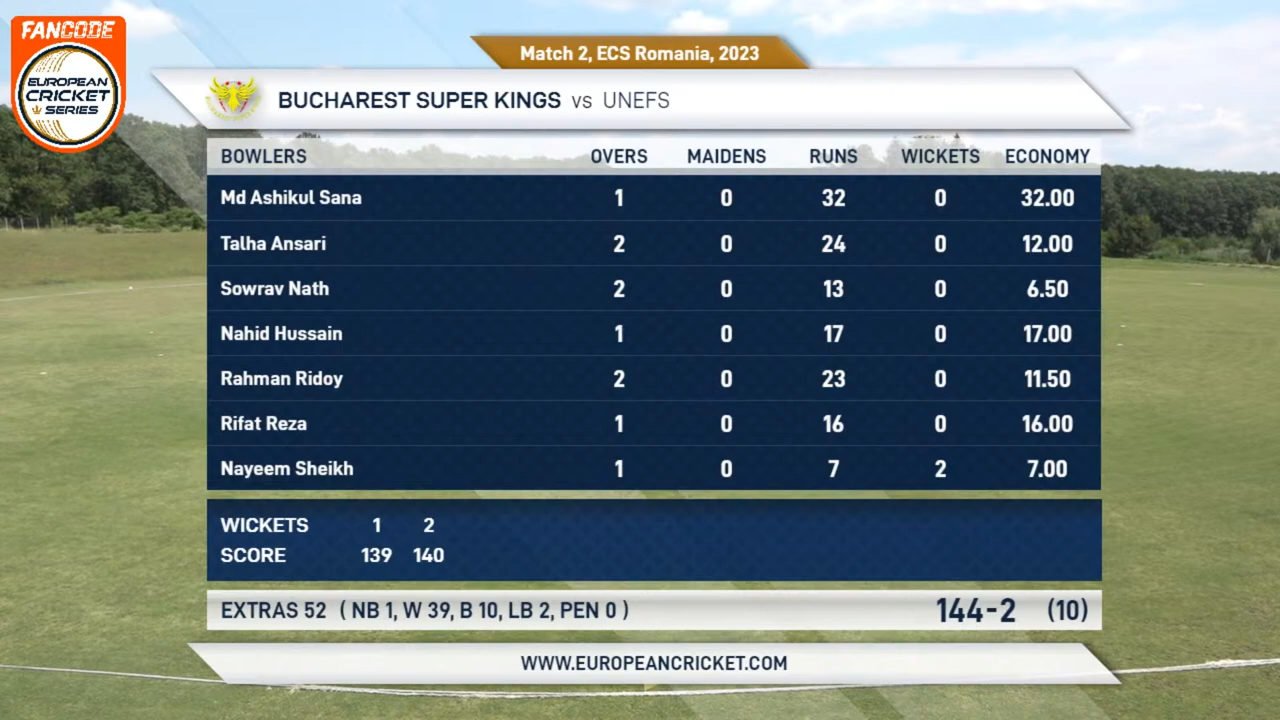 FANCODE
EUROPEAN
CRICKET
SERIES
Match 2, ECS Romania, 2023
BUCHAREST SUPER KINGS vs UNEFS
BOWLERS OVERS MAIDENS RUNS WICKETS ECONOMY
Md Ashikul Sana 1 0 32 0 32.00
Talha Ansari 2 0 24 0 12.00
Sowrav Nath 2 0 13 0 6.50
Nahid Hussain 1 0 17 0 17.00
Rahman Ridoy 2 0 23 0 11.50
Rifat Reza 1 0 16 0 16.00
Nayeem Sheikh 1 0 7 2 7.00
WICKETS 1 2
SCORE 139 140
EXTRAS 52 ( NB 1, W 39, B 10, LB 2, PEN 0 ) 144-2 (10)
WWW.EUROPEANCRICKET.COM